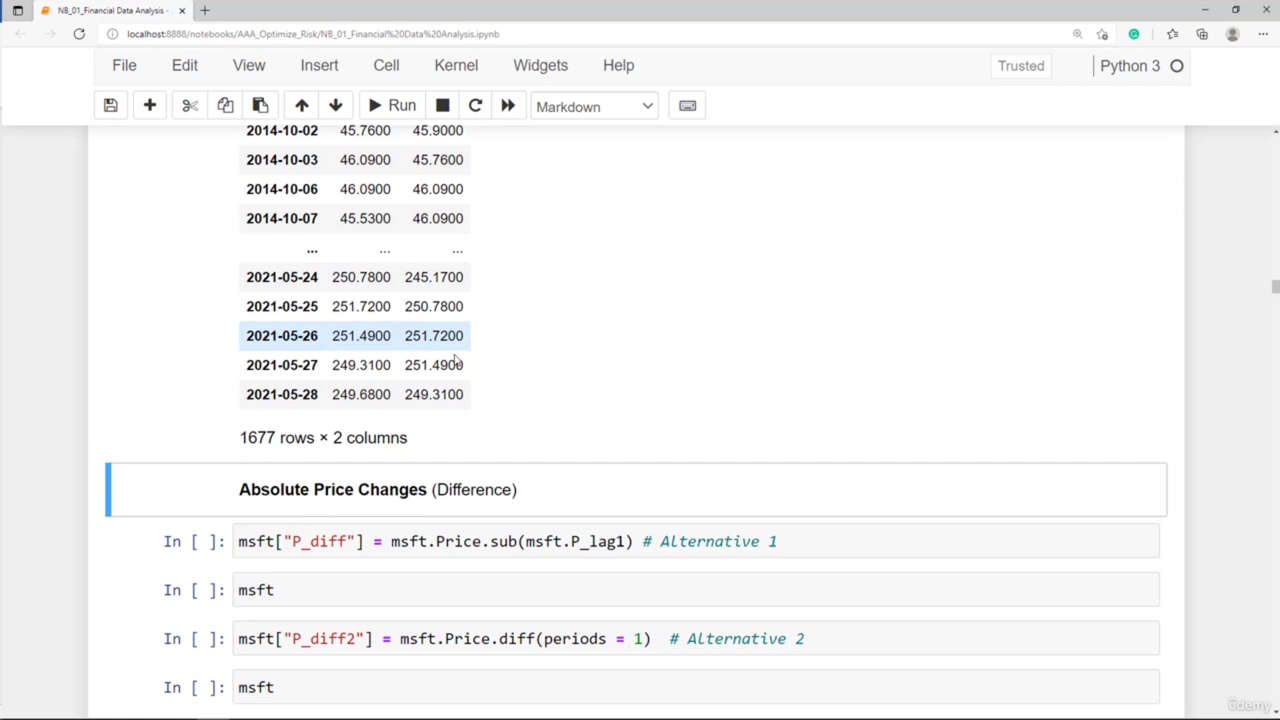 NB_01_Financial Data Analysis -
localhost:8888/notebooks/AAA_Optimize_Risk/NB_01_Financial%20Data%20Analysis.ipynb
File Edit View Insert Cell Kernel Widgets Help Trusted Python 3
Run Markdown
2014-10-02 45.7600 45.9000
2014-10-03 46.0900 45.7600
2014-10-06 46.0900 46.0900
2014-10-07 45.5300 46.0900
... ... ...
2021-05-24 250.7800 245.1700
2021-05-25 251.7200 250.7800
2021-05-26 251.4900 251.7200
2021-05-27 249.3100 251.4900
2021-05-28 249.6800 249.3100
1677 rows × 2 columns
Absolute Price Changes (Difference)
In [ ]: msft["P_diff"] = msft.Price.sub(msft.P_lag1) # Alternative 1
In [ ]: msft
In [ ]: msft["P_diff2"] = msft.Price.diff(periods = 1)  # Alternative 2
In [ ]: msft
ûdemy